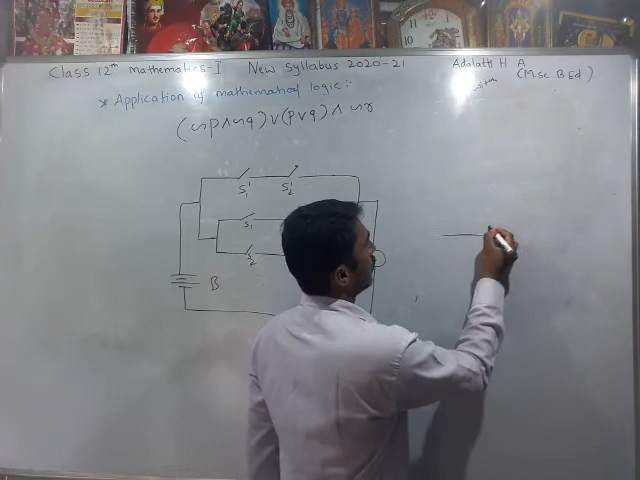 Class 12th mathematics-I New syllabus 2020-21 Adalath H A
(M.Sc B Ed)
* Application of mathematical logic:
(∽p∧∽q)∨(p∨q)∧∽r
S1' S2'
S1
S2
B